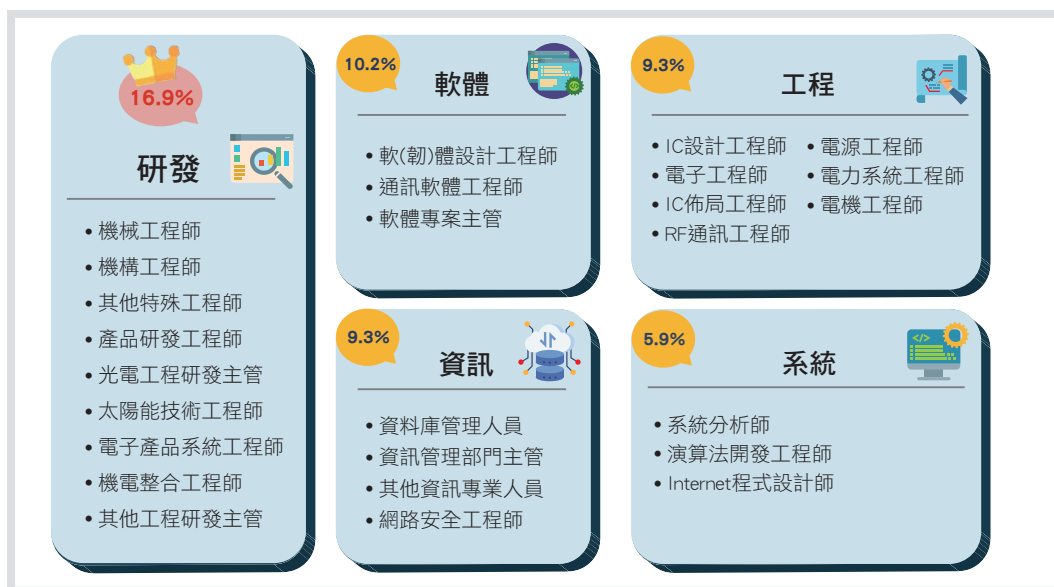 16.9%
研發
• 機械工程師
• 機構工程師
• 其他特殊工程師
• 產品研發工程師
• 光電工程研發主管
• 太陽能技術工程師
• 電子產品系統工程師
• 機電整合工程師
• 其他工程研發主管
10.2%
軟體
• 軟(韌)體設計工程師
• 通訊軟體工程師
• 軟體專案主管
9.3%
工程
• IC設計工程師
• 電子工程師
• IC佈局工程師
• RF通訊工程師
• 電源工程師
• 電力系統工程師
• 電機工程師
9.3%
資訊
• 資料庫管理人員
• 資訊管理部門主管
• 其他資訊專業人員
• 網路安全工程師
5.9%
系統
• 系統分析師
• 演算法開發工程師
• Internet程式設計師